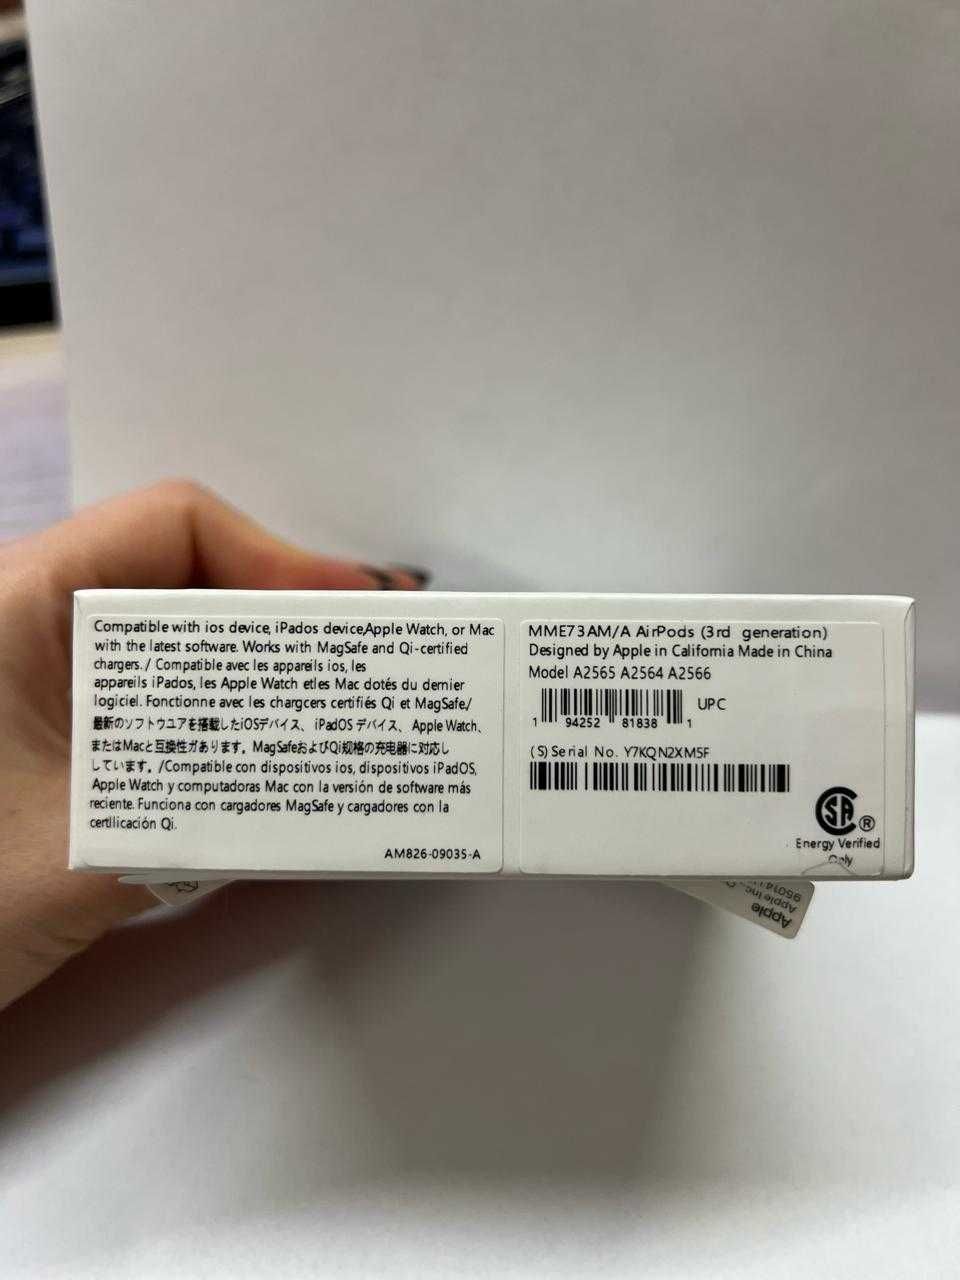 Compatible with ios device, iPados device,Apple Watch, or Mac
with the latest software. Works with MagSafe and Qi-certified
chargers. / Compatible avec les appareils ios, les
appareils iPados, les Apple Watch etles Mac dotés du demier
logiciel. Fonctionne avec les chargcers certifiés Qi et MagSafe./
最新のソフトウエアを搭載したiOSデバイス、iPadOS デバイス、Apple Watch、
またはMacと互換性があります。MagSafeおよびQi规格の充電器に対応し
しています。/Compatible con dispositivos ios, dispositivos iPadOS,
Apple Watch y computadoras Mac con la versión de software más
reciente. Funciona con cargadores MagSafe y cargadores con la
certilicación Qi.
AM826-09035-A
MME73AM/A AirPods (3rd generation)
Designed by Apple in California Made in China
Model A2565 A2564 A2566
UPC
1 94252 81838 1
(S) Serial No. Y7KQN2XM5F
SA ®
Energy Verified
Only
Apple
Apple Inc.,
95014